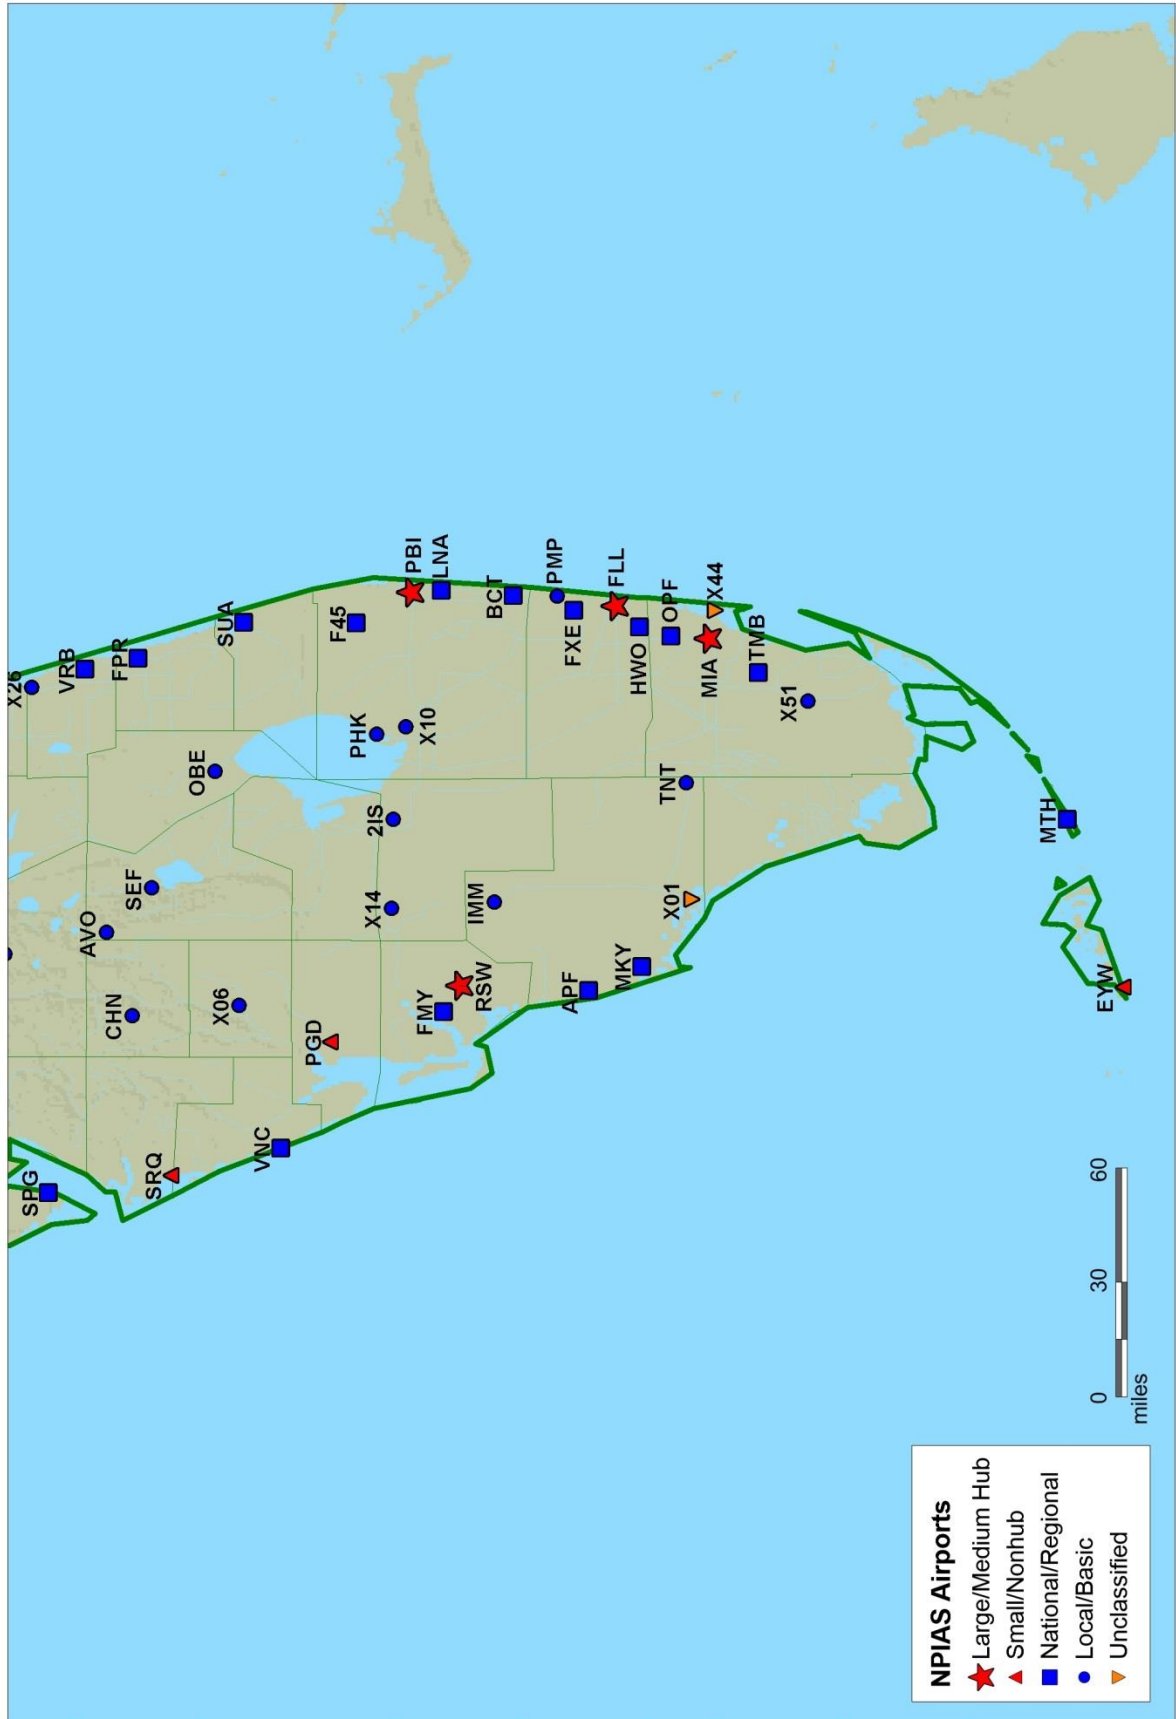 X26
VRB
FPR
SPG
AVO
CHN
SEF
SRQ
OBE
SUA
X06
VNC
PGD
F45
PHK
X10
2IS
X14
PBI
LNA
FMY
RSW
IMM
BCT
PMP
FXE
APF
FLL
MKY
HWO
OPF
TNT
X01
MIA
X44
TMB
X51
MTH
EYW
NPIAS Airports
Large/Medium Hub
Small/Nonhub
National/Regional
Local/Basic
Unclassified
0 30 60
miles